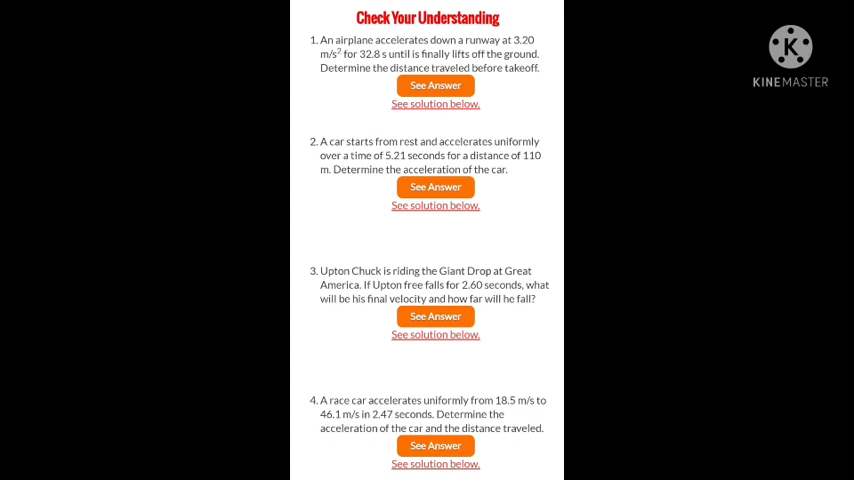 Check Your Understanding
1. An airplane accelerates down a runway at 3.20
m/s² for 32.8 s until is finally lifts off the ground.
Determine the distance traveled before takeoff.
See Answer
See solution below.
2. A car starts from rest and accelerates uniformly
over a time of 5.21 seconds for a distance of 110
m. Determine the acceleration of the car.
See Answer
See solution below.
3. Upton Chuck is riding the Giant Drop at Great
America. If Upton free falls for 2.60 seconds, what
will be his final velocity and how far will he fall?
See Answer
See solution below.
4. A race car accelerates uniformly from 18.5 m/s to
46.1 m/s in 2.47 seconds. Determine the
acceleration of the car and the distance traveled.
See Answer
See solution below.
K
KINEMASTER